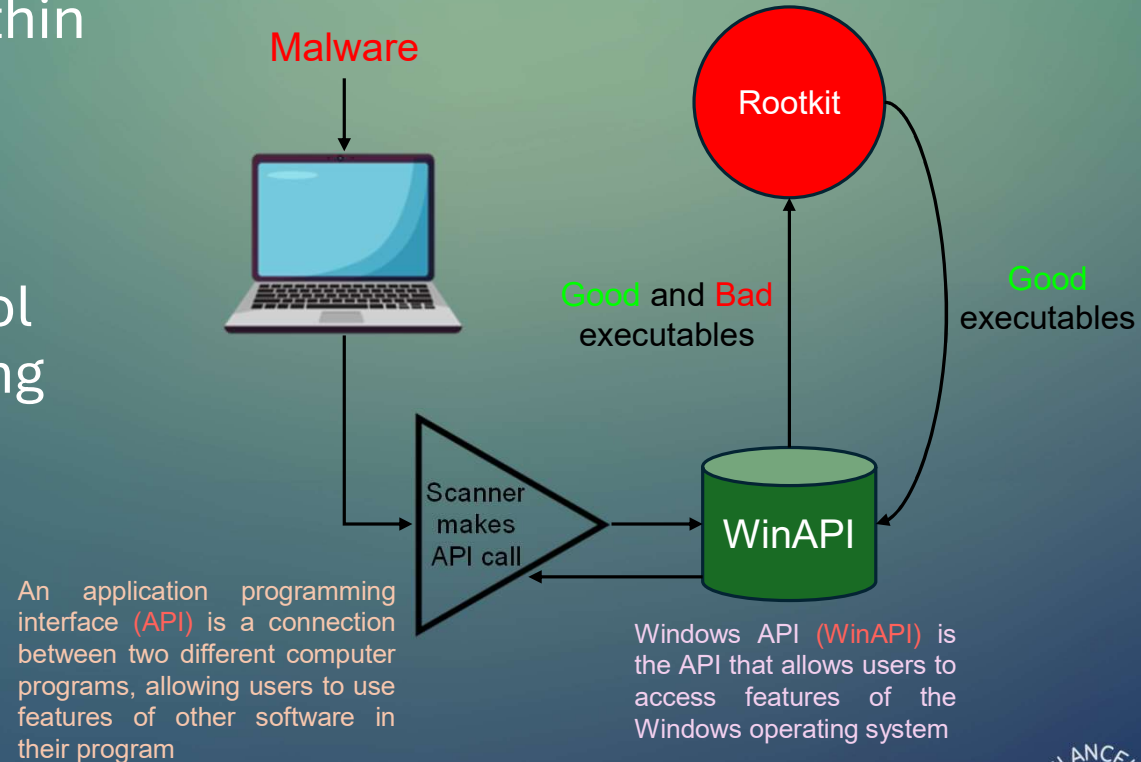 thin
ol
ng
Malware
Rootkit
Good and Bad
executables
Good
executables
Scanner
makes
API call
WinAPI
An application programming
interface (API) is a connection
between two different computer
programs, allowing users to use
features of other software in
their program
Windows API (WinAPI) is
the API that allows users to
access features of the
Windows operating system
ANCE